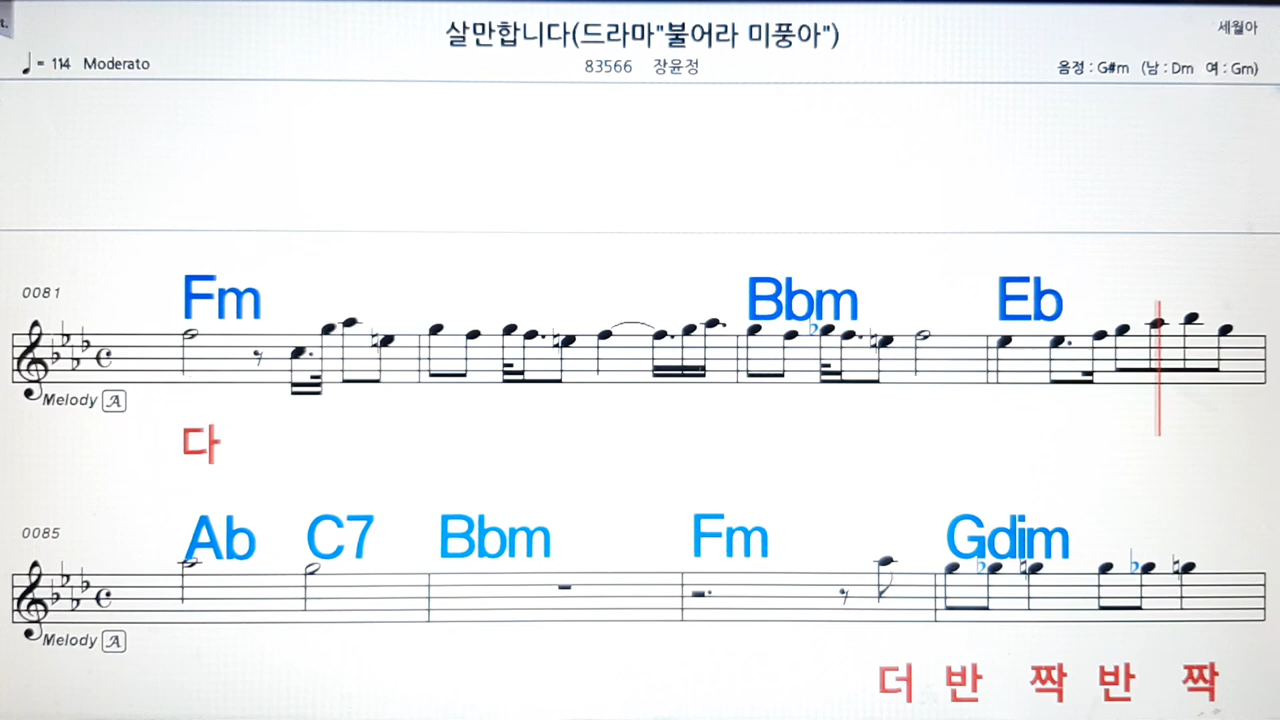 t.
살만합니다(드라마"불어라 미풍아")
세월아
♩= 114 Moderato
83566 장윤정
음정 : G#m (남 : Dm 여 : Gm)
0081
Fm Bbm Eb
Melody A
다
0085
Ab C7 Bbm Fm Gdim
Melody A
더 반 짝 반 짝